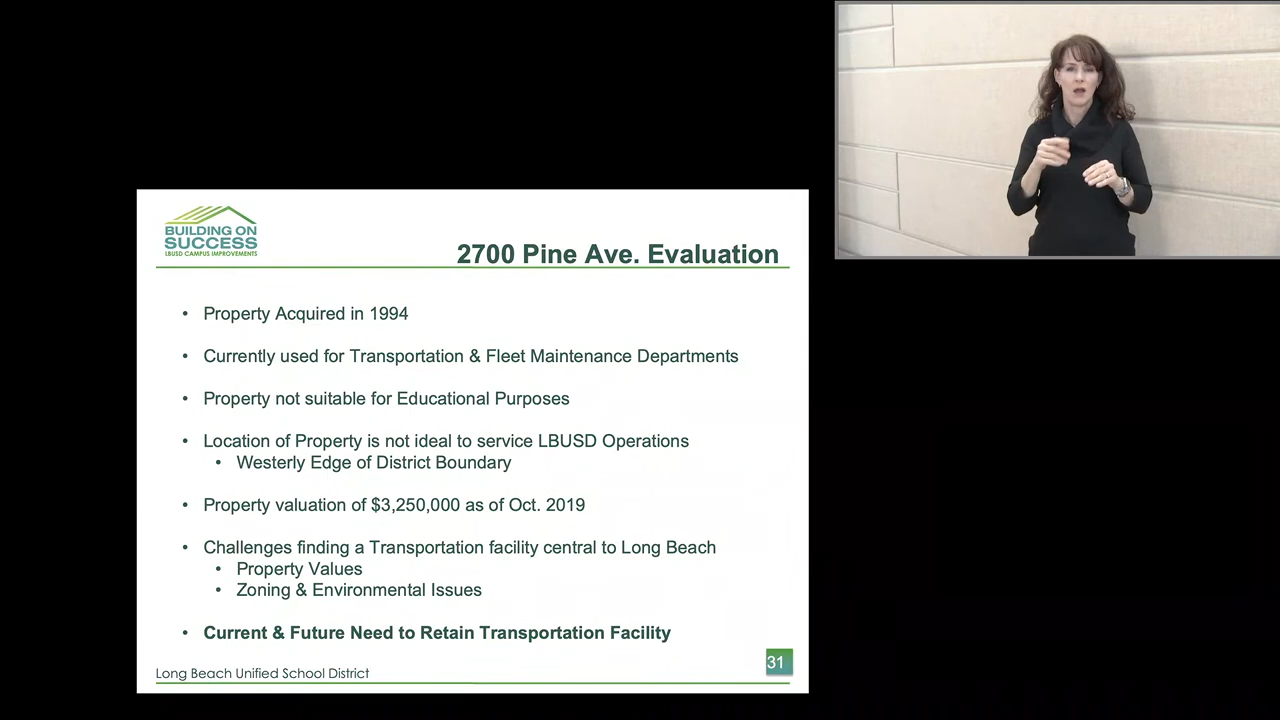 BUILDING ON
SUCCESS
LBUSD CAMPUS IMPROVEMENTS
2700 Pine Ave. Evaluation
• Property Acquired in 1994
• Currently used for Transportation & Fleet Maintenance Departments
• Property not suitable for Educational Purposes
• Location of Property is not ideal to service LBUSD Operations
• Westerly Edge of District Boundary
• Property valuation of $3,250,000 as of Oct. 2019
• Challenges finding a Transportation facility central to Long Beach
• Property Values
• Zoning & Environmental Issues
• Current & Future Need to Retain Transportation Facility
31
Long Beach Unified School District